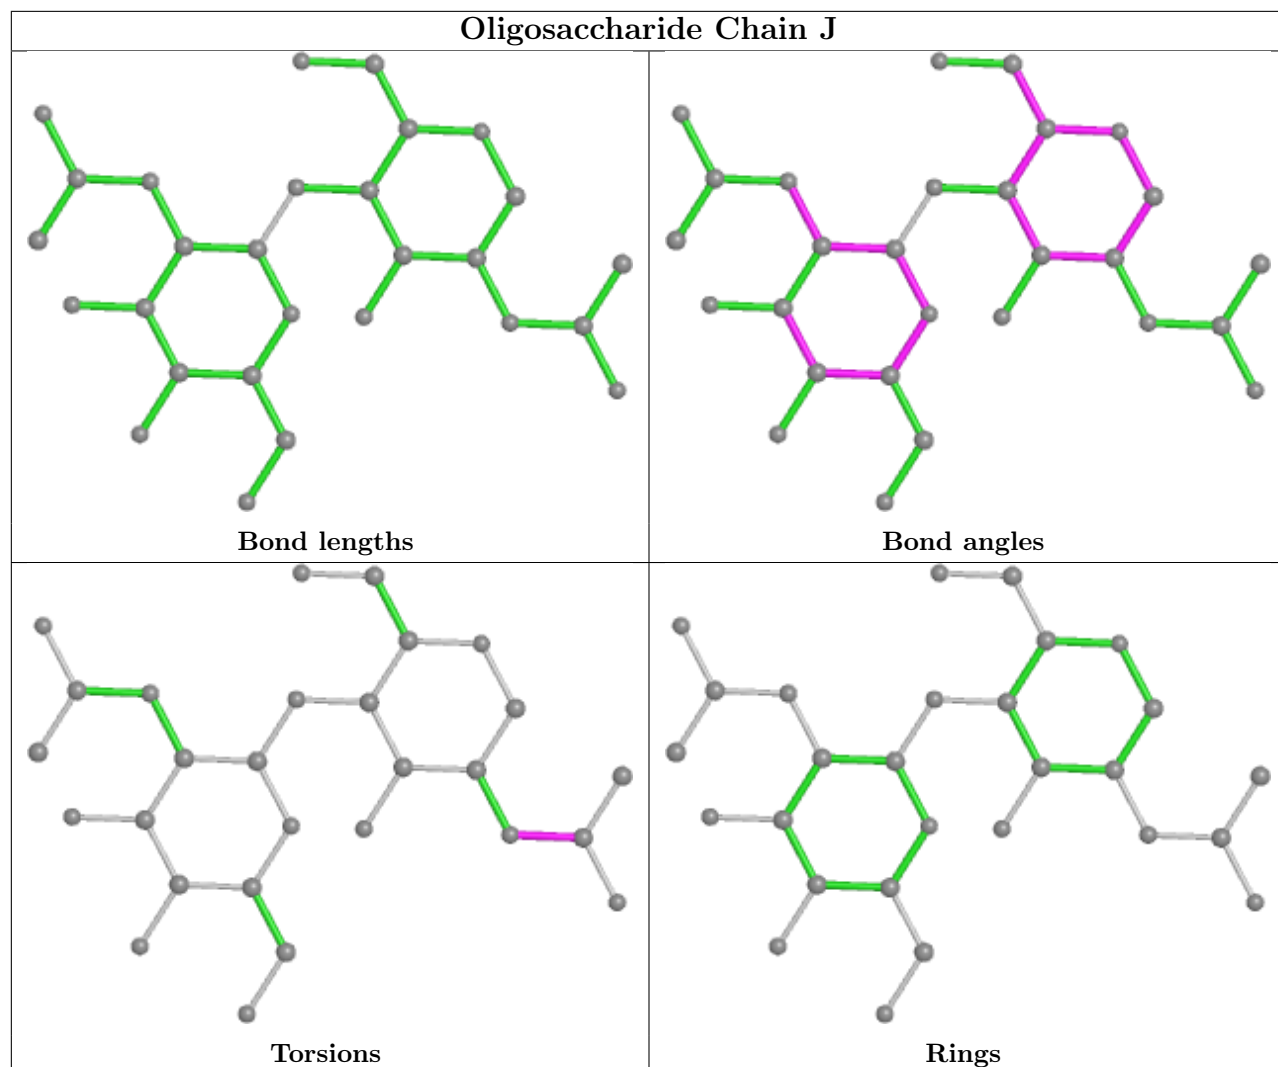 Oligosaccharide Chain J
Bond lengths
Bond angles
Torsions
Rings